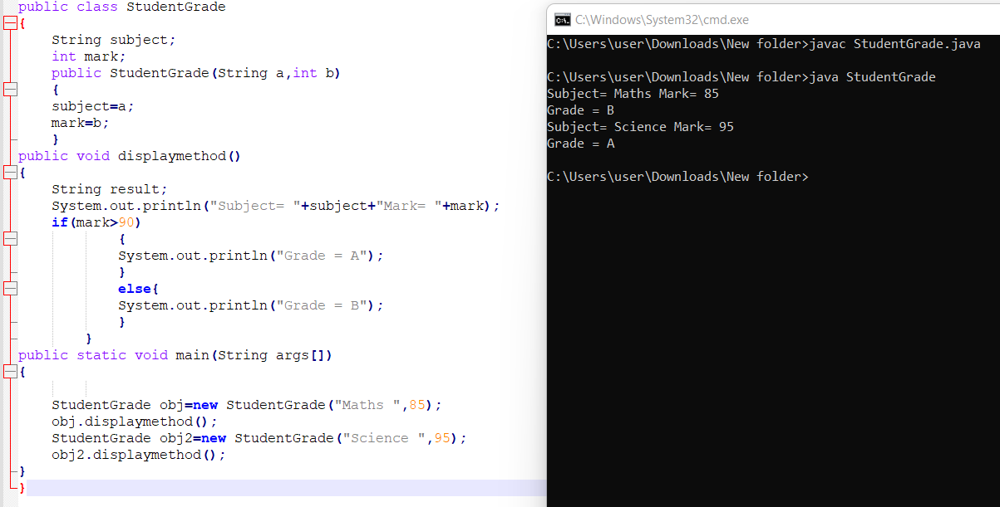 public class StudentGrade
{
String subject;
int mark;
public StudentGrade(String a,int b)
{
subject=a;
mark=b;
}
public void displaymethod()
{
String result;
System.out.println("Subject= "+subject+"Mark= "+mark);
if(mark>90)
{
System.out.println("Grade = A");
}
else{
System.out.println("Grade = B");
}
}
public static void main(String args[])
{
StudentGrade obj=new StudentGrade("Maths ",85);
obj.displaymethod();
StudentGrade obj2=new StudentGrade("Science ",95);
obj2.displaymethod();
}
}
C:\Windows\System32\cmd.exe
C:\Users\user\Downloads\New folder>javac StudentGrade.java
C:\Users\user\Downloads\New folder>java StudentGrade
Subject= Maths Mark= 85
Grade = B
Subject= Science Mark= 95
Grade = A
C:\Users\user\Downloads\New folder>